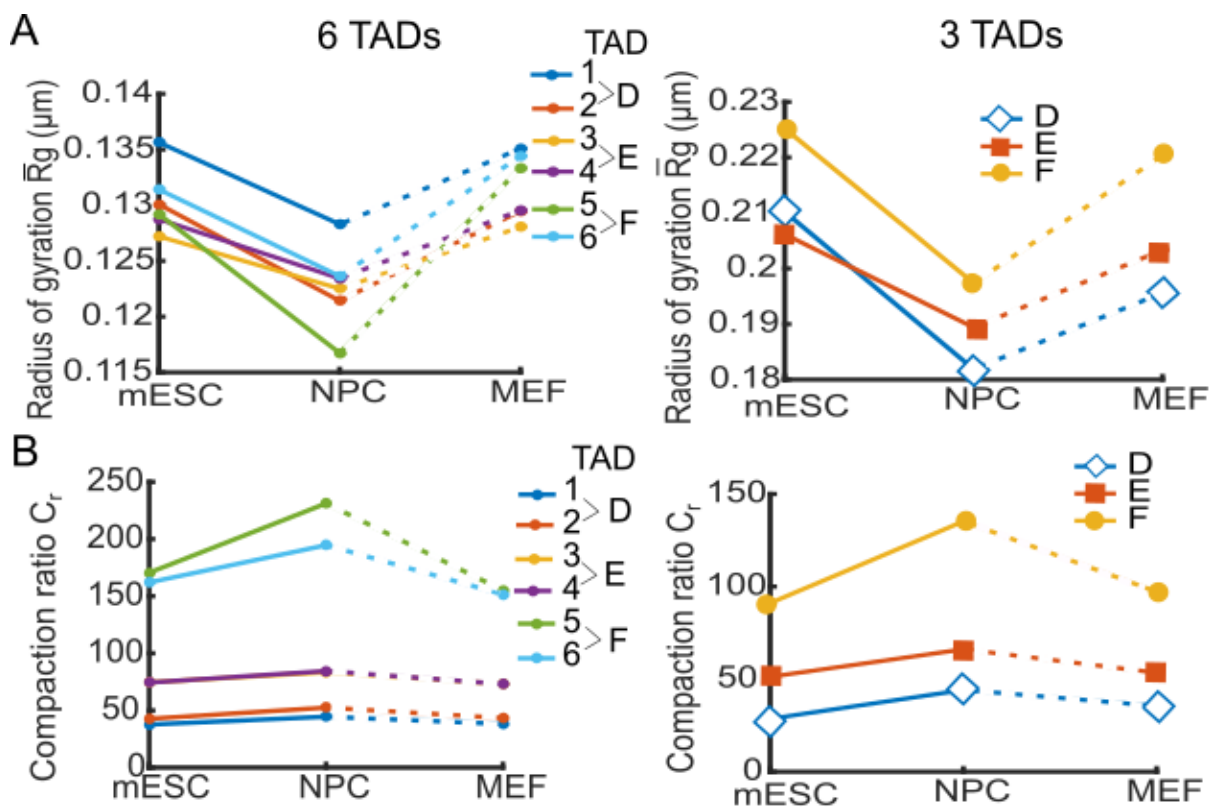 A
6 TADs
3 TADs
TAD
1
2
D
3
4
E
5
6
F
Radius of gyration R̄g (μm)
0.14
0.135
0.13
0.125
0.12
0.115
mESC NPC MEF
Radius of gyration R̄g (μm)
0.23
0.22
0.21
0.2
0.19
0.18
mESC NPC MEF
D
E
F
B
TAD
1
2
D
3
4
E
5
6
F
Compaction ratio Cᵣ
250
200
150
100
50
0
mESC NPC MEF
Compaction ratio Cᵣ
150
100
50
0
mESC NPC MEF
D
E
F